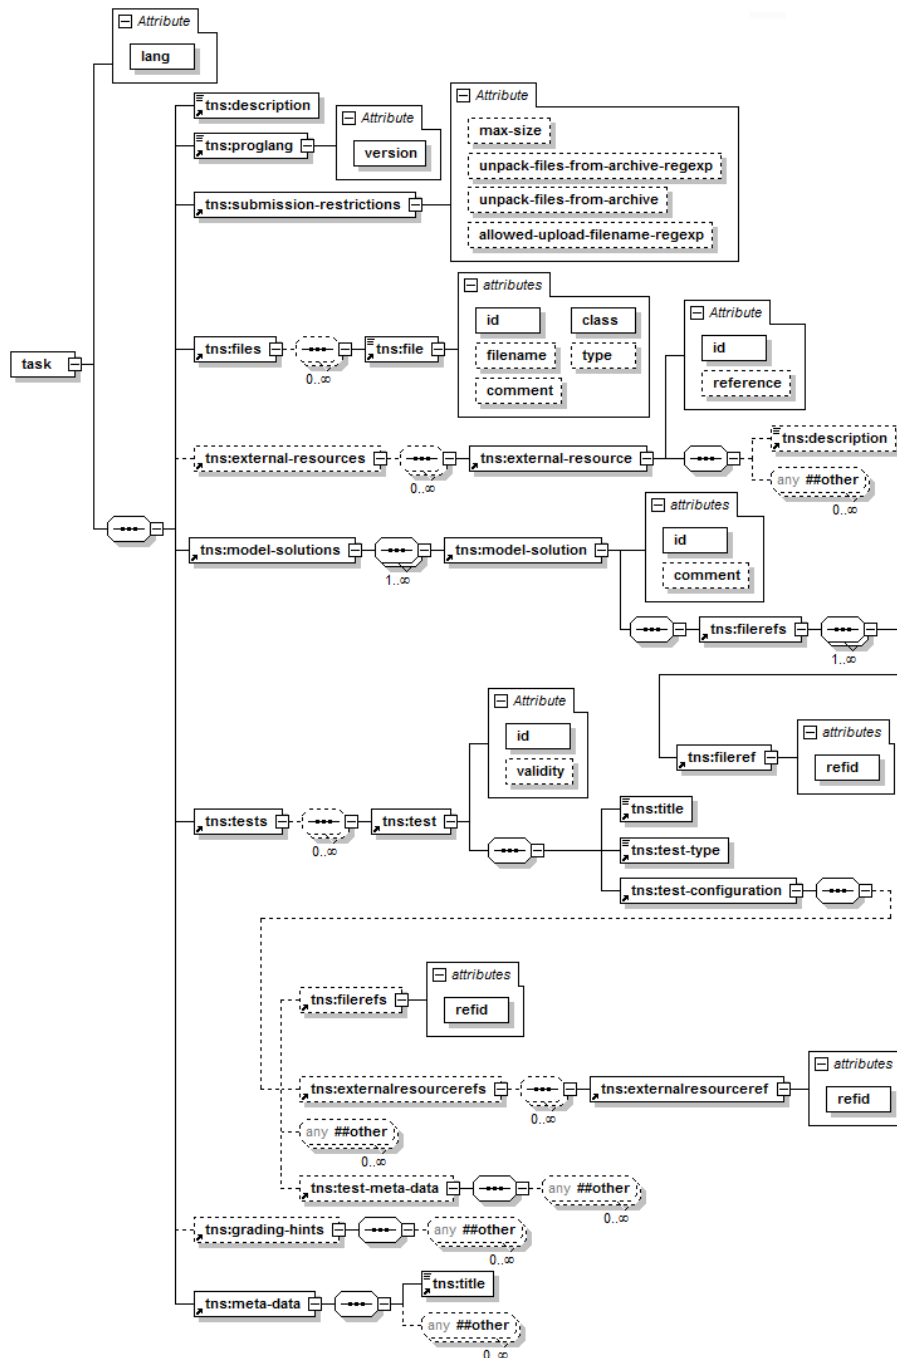 Attribute
lang
tns:description
tns:proglang
Attribute
version
Attribute
max-size
unpack-files-from-archive-regexp
unpack-files-from-archive
allowed-upload-filename-regexp
tns:submission-restrictions
task
tns:files
0..∞
tns:file
attributes
id class
filename type
comment
Attribute
id
reference
tns:external-resources
0..∞
tns:external-resource
tns:description
any ##other
0..∞
tns:model-solutions
1..∞
tns:model-solution
attributes
id
comment
tns:filerefs
1..∞
tns:fileref
attributes
refid
Attribute
id
validity
tns:tests
0..∞
tns:test
tns:title
tns:test-type
tns:test-configuration
tns:filerefs
attributes
refid
tns:externalresourcerefs
0..∞
tns:externalresourceref
attributes
refid
any ##other
0..∞
tns:test-meta-data
any ##other
0..∞
tns:grading-hints
any ##other
0..∞
tns:meta-data
tns:title
any ##other
0..∞